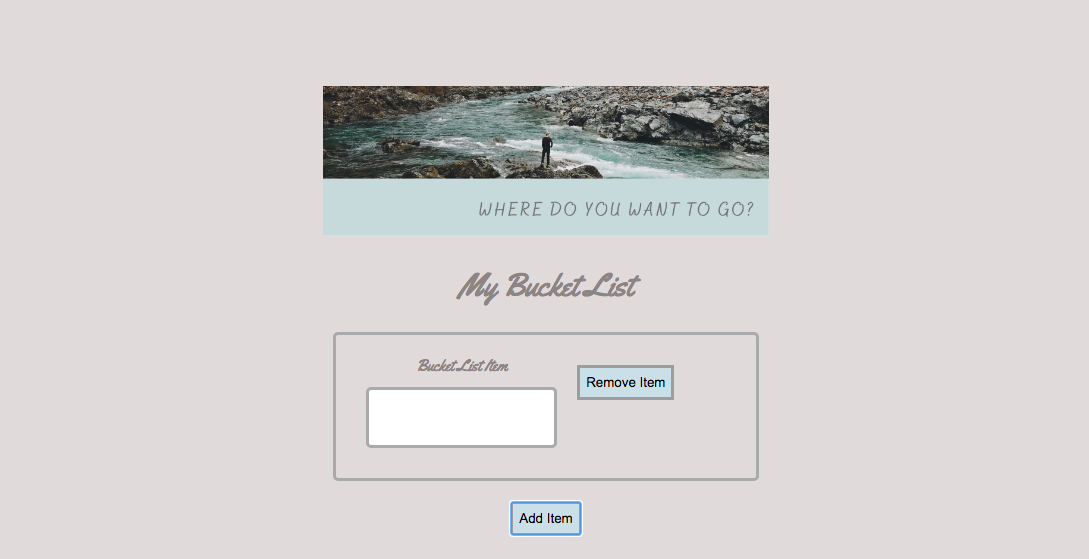 WHERE DO YOU WANT TO GO?
My Bucket List
Bucket List Item
Remove Item
Add Item